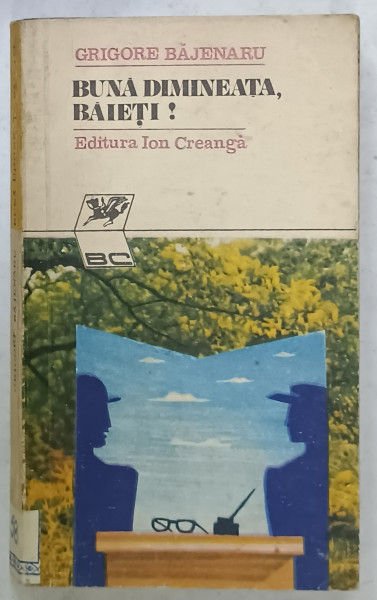 GRIGORE BĂJENARU
BUNĂ DIMINEAȚA,
BĂIEȚI !
Editura Ion Creangă
BC